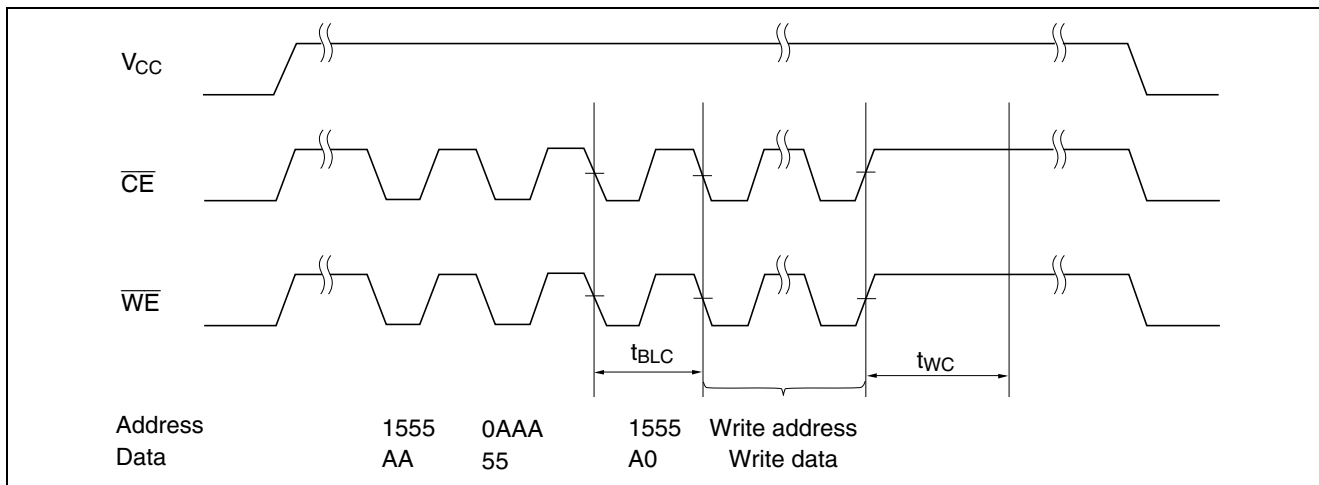 VCC
CE
WE
tBLC
tWC
Address 1555 0AAA 1555 Write address
Data AA 55 A0 Write data